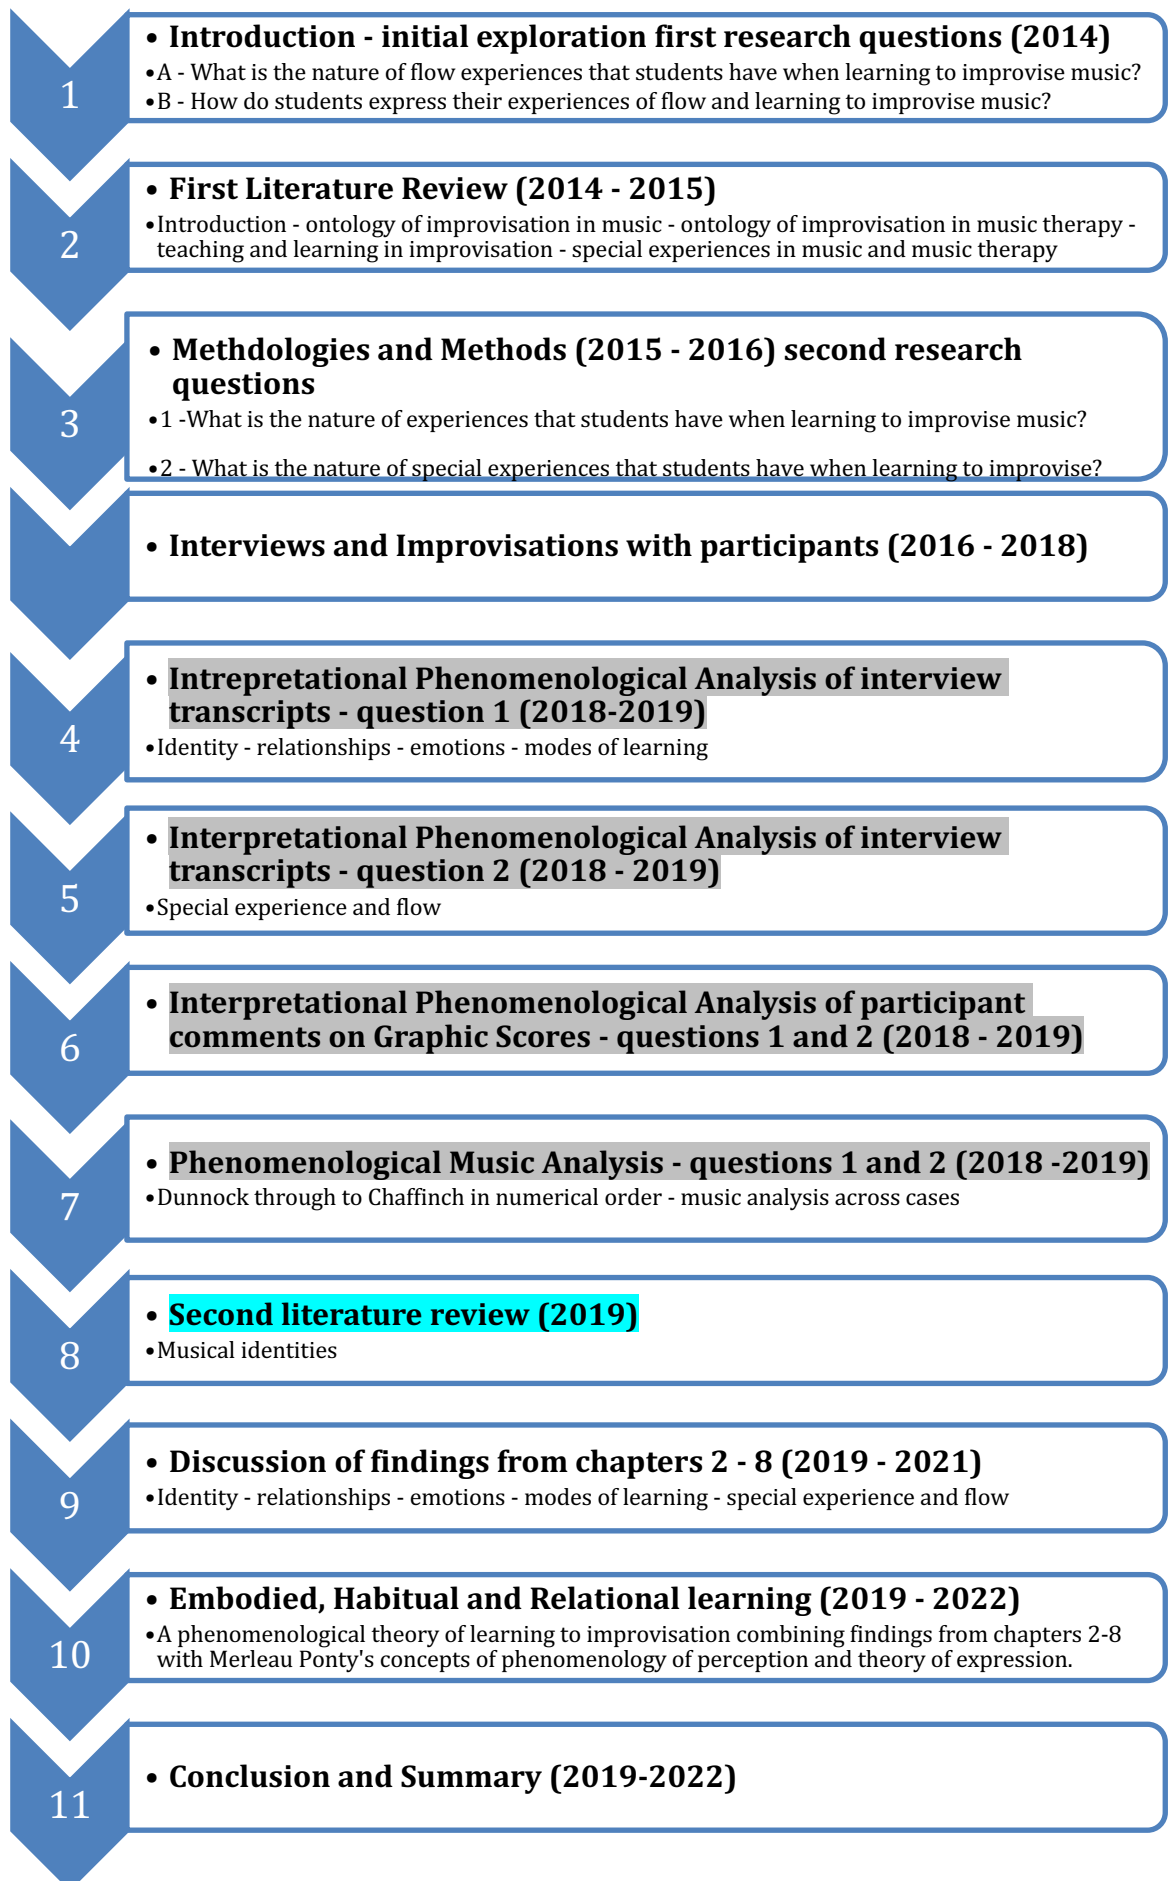 1
• Introduction - initial exploration first research questions (2014)
•A - What is the nature of flow experiences that students have when learning to improvise music?
•B - How do students express their experiences of flow and learning to improvise music?
2
• First Literature Review (2014 - 2015)
•Introduction - ontology of improvisation in music - ontology of improvisation in music therapy -
teaching and learning in improvisation - special experiences in music and music therapy
3
• Methdologies and Methods (2015 - 2016) second research
questions
•1 -What is the nature of experiences that students have when learning to improvise music?
•2 - What is the nature of special experiences that students have when learning to improvise?
• Interviews and Improvisations with participants (2016 - 2018)
4
• Intrepretational Phenomenological Analysis of interview
transcripts - question 1 (2018-2019)
•Identity - relationships - emotions - modes of learning
5
• Interpretational Phenomenological Analysis of interview
transcripts - question 2 (2018 - 2019)
•Special experience and flow
6
• Interpretational Phenomenological Analysis of participant
comments on Graphic Scores - questions 1 and 2 (2018 - 2019)
7
• Phenomenological Music Analysis - questions 1 and 2 (2018 -2019)
•Dunnock through to Chaffinch in numerical order - music analysis across cases
8
• Second literature review (2019)
•Musical identities
9
• Discussion of findings from chapters 2 - 8 (2019 - 2021)
•Identity - relationships - emotions - modes of learning - special experience and flow
10
• Embodied, Habitual and Relational learning (2019 - 2022)
•A phenomenological theory of learning to improvisation combining findings from chapters 2-8
with Merleau Ponty's concepts of phenomenology of perception and theory of expression.
11
• Conclusion and Summary (2019-2022)